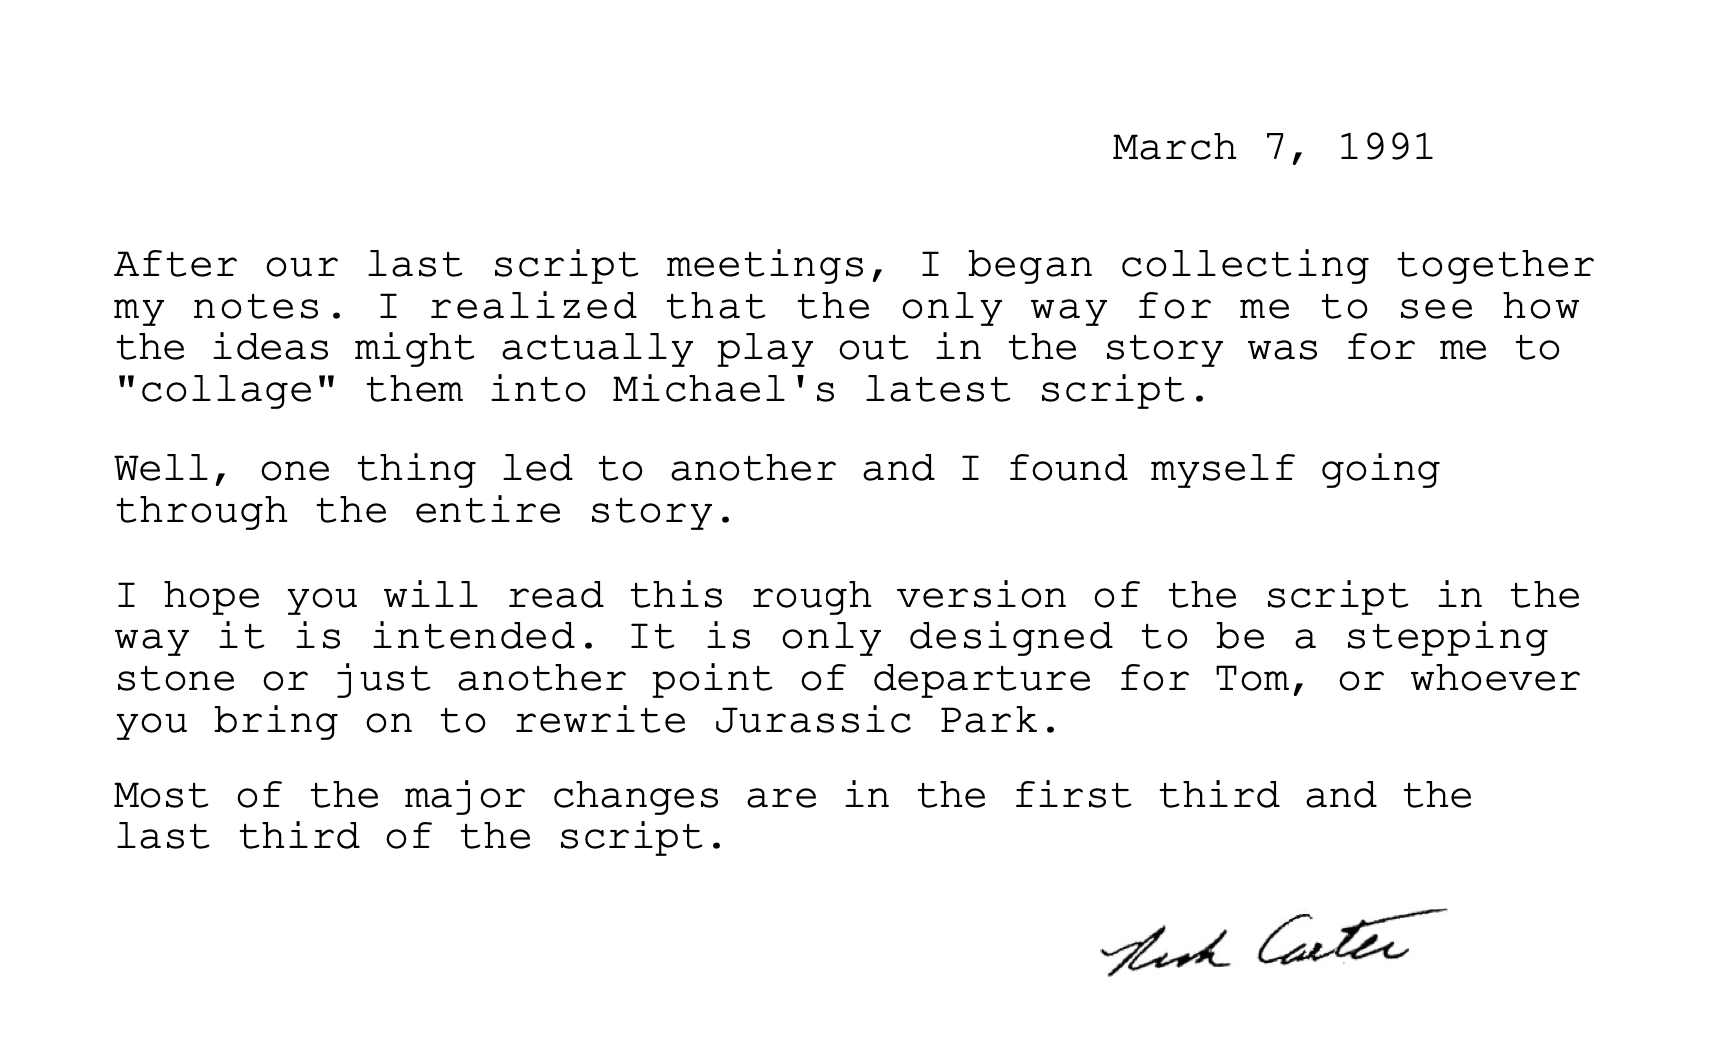 March 7, 1991
After our last script meetings, I began collecting together
my notes. I realized that the only way for me to see how
the ideas might actually play out in the story was for me to
"collage" them into Michael's latest script.
Well, one thing led to another and I found myself going
through the entire story.
I hope you will read this rough version of the script in the
way it is intended. It is only designed to be a stepping
stone or just another point of departure for Tom, or whoever
you bring on to rewrite Jurassic Park.
Most of the major changes are in the first third and the
last third of the script.
Carter